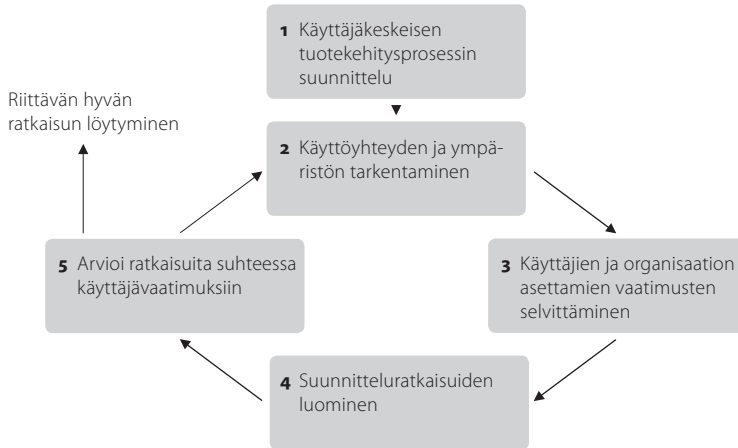 1 Käyttäjäkeskeisen
tuotekehitysprosessin
suunnittelu
Riittävän hyvän
ratkaisun löytyminen
2 Käyttöyhteyden ja ympä-
ristön tarkentaminen
5 Arvioi ratkaisuita suhteessa
käyttäjävaatimuksiin
3 Käyttäjien ja organisaation
asettamien vaatimusten
selvittäminen
4 Suunnitteluratkaisuiden
luominen